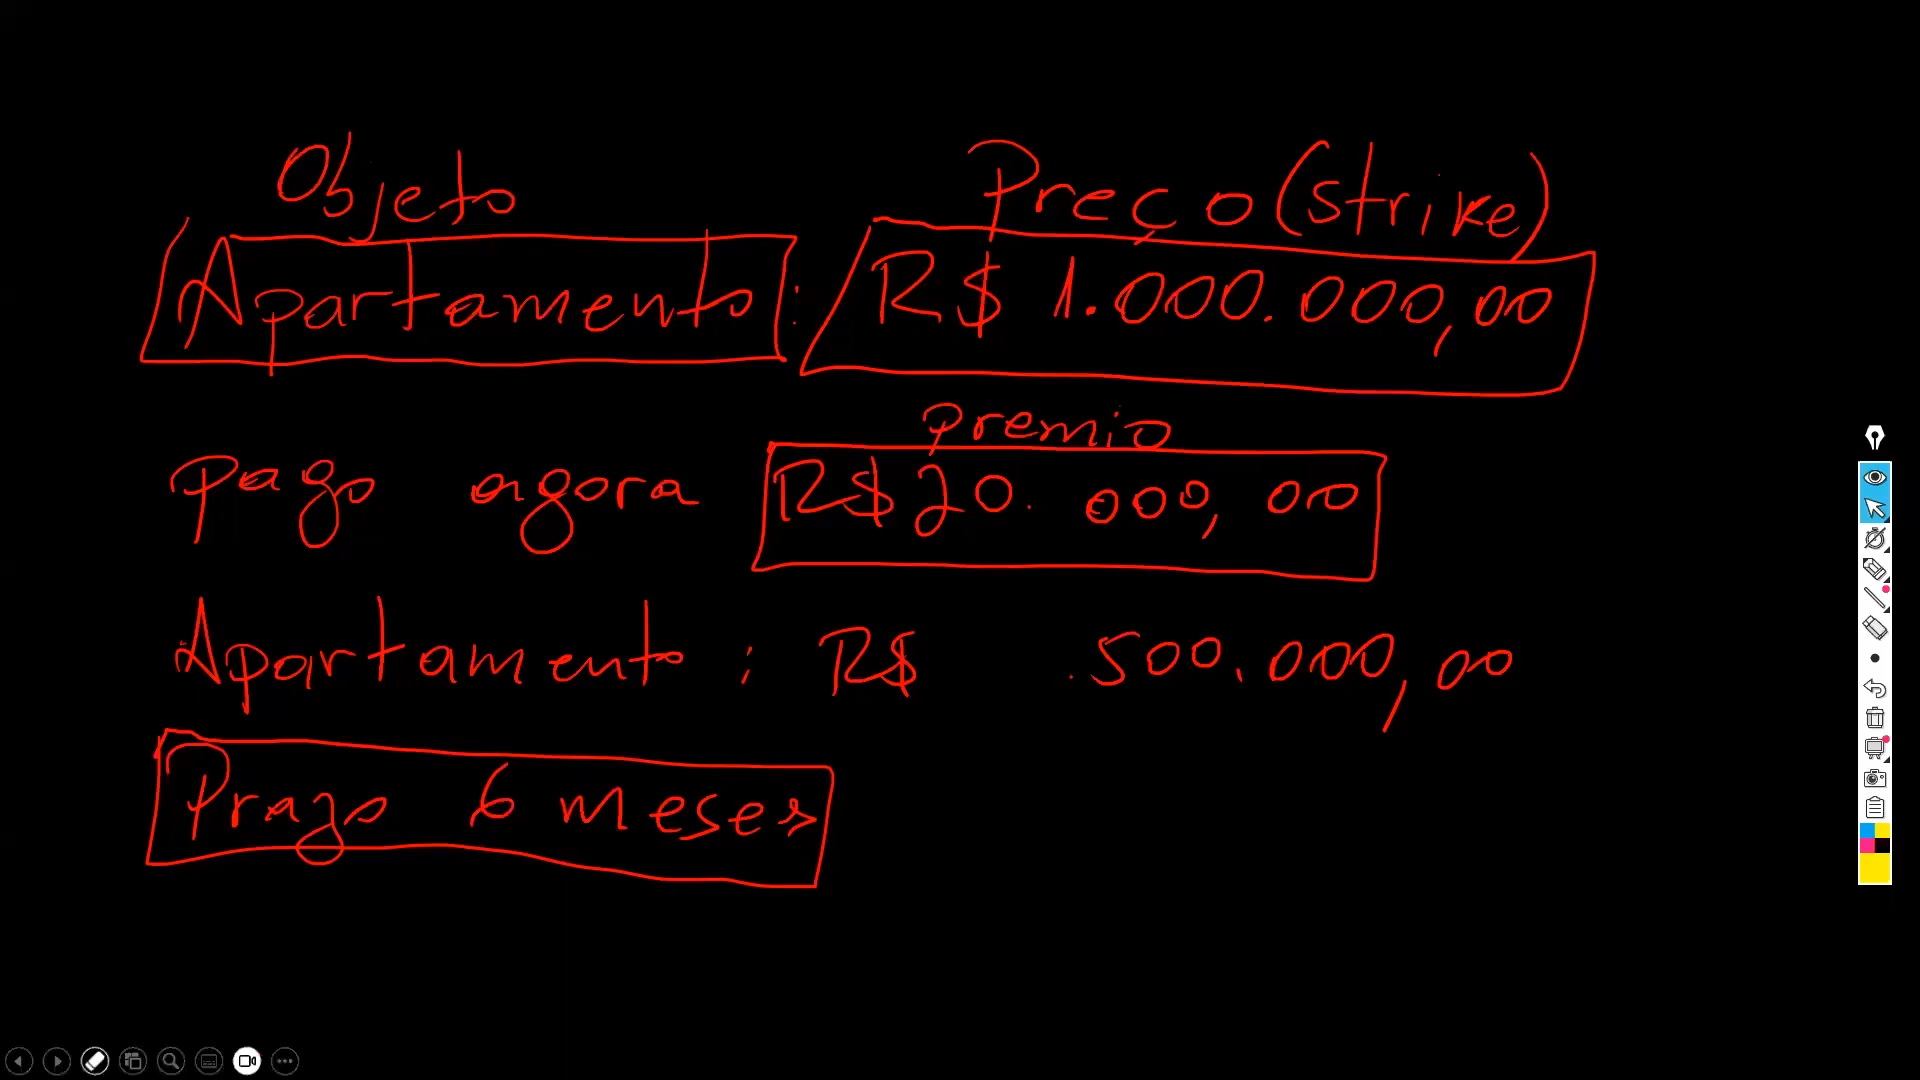 Objeto Preço (strike)
Apartamento: R$ 1.000.000,00
premio
Pago agora R$ 20.000,00
Apartamento: R$ .500.000,00
Prazo 6 meses